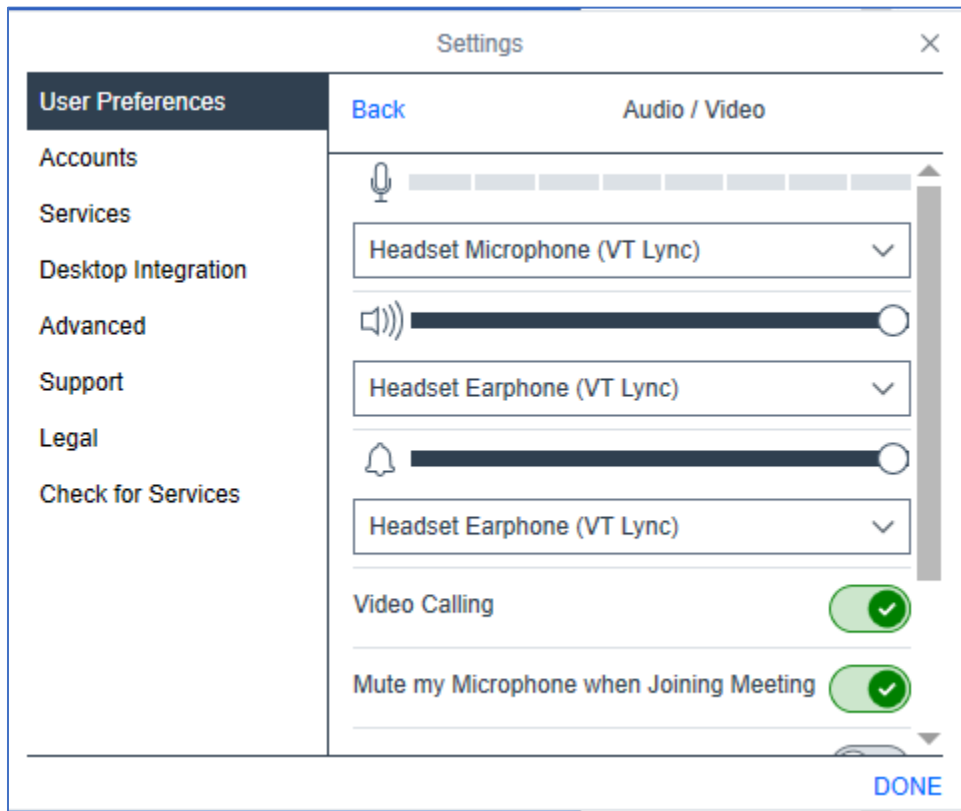 Settings
User Preferences
Back
Audio / Video
Accounts
Services
Desktop Integration
Advanced
Support
Legal
Check for Services
Headset Microphone (VT Lync)
Headset Earphone (VT Lync)
Headset Earphone (VT Lync)
Video Calling
Mute my Microphone when Joining Meeting
DONE